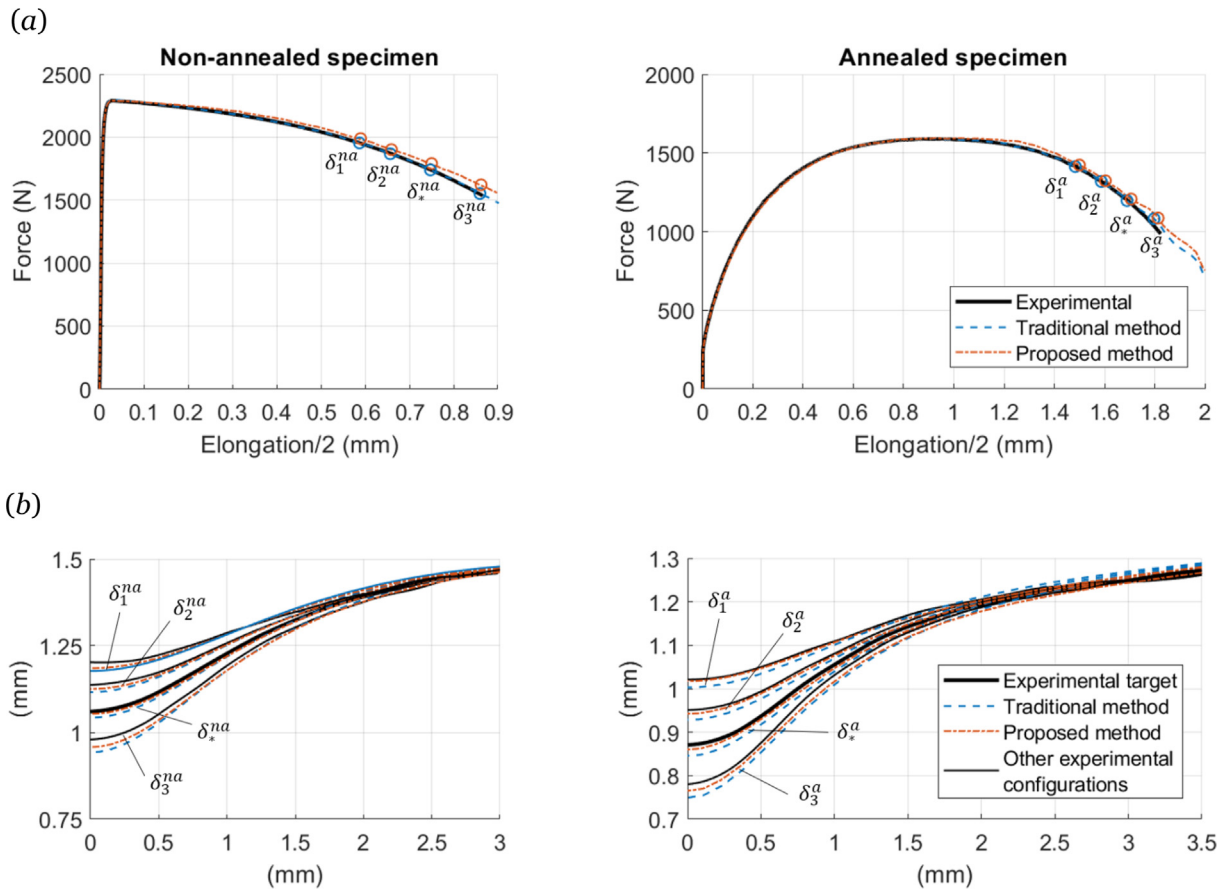 (a)
Non-annealed specimen
2500
2000
1500
1000
500
0
Force (N)
δ₁ⁿᵃ
δ₂ⁿᵃ
δ*ⁿᵃ
δ₃ⁿᵃ
0 0.1 0.2 0.3 0.4 0.5 0.6 0.7 0.8 0.9
Elongation/2 (mm)
Annealed specimen
2000
1500
1000
500
0
Force (N)
δ₁ᵃ
δ₂ᵃ
δ*ᵃ
δ₃ᵃ
Experimental
Traditional method
Proposed method
0 0.2 0.4 0.6 0.8 1 1.2 1.4 1.6 1.8 2
Elongation/2 (mm)
(b)
1.5
1.25
1
0.75
(mm)
δ₁ⁿᵃ
δ₂ⁿᵃ
δ*ⁿᵃ
δ₃ⁿᵃ
0 0.5 1 1.5 2 2.5 3
(mm)
1.3
1.2
1.1
1
0.9
0.8
0.7
(mm)
δ₁ᵃ
δ₂ᵃ
δ*ᵃ
δ₃ᵃ
Experimental target
Traditional method
Proposed method
Other experimental
configurations
0 0.5 1 1.5 2 2.5 3 3.5
(mm)